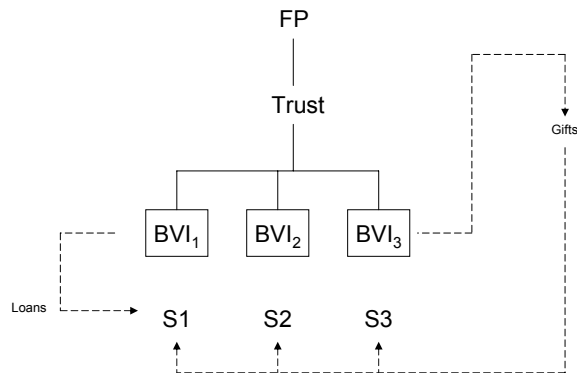 FP
Trust
Gifts
BVI₁ BVI₂ BVI₃
Loans
S1 S2 S3